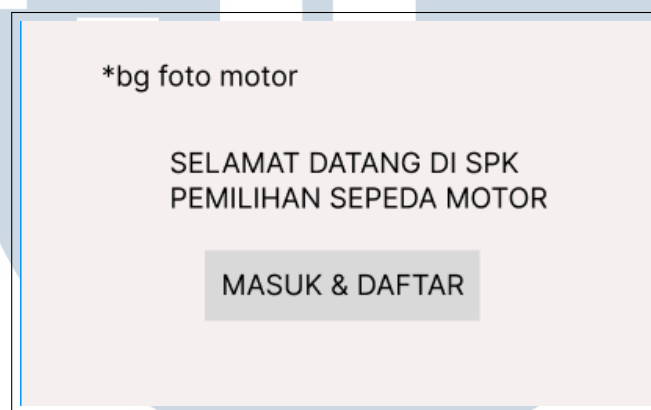 *bg foto motor
SELAMAT DATANG DI SPK
PEMILIHAN SEPEDA MOTOR
MASUK & DAFTAR